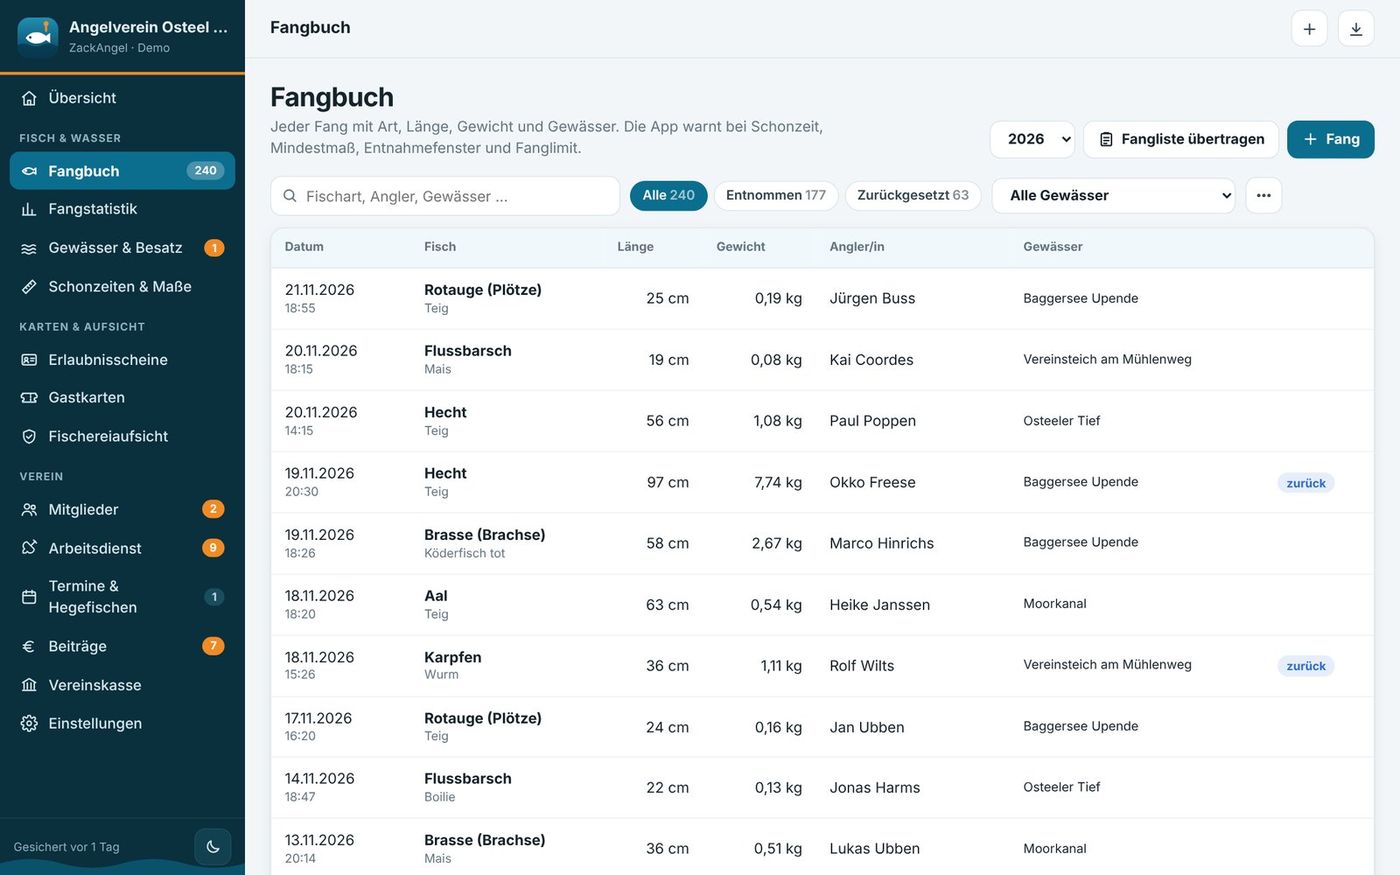 Angelverein Osteel ...
ZackAngel · Demo
Übersicht
FISCH & WASSER
Fangbuch 240
Fangstatistik
Gewässer & Besatz 1
Schonzeiten & Maße
KARTEN & AUFSICHT
Erlaubnisscheine
Gastkarten
Fischereiaufsicht
VEREIN
Mitglieder 2
Arbeitsdienst 9
Termine &
Hegefischen 1
Beiträge 7
Vereinskasse
Einstellungen
Gesichert vor 1 Tag
Fangbuch
Fangbuch
Jeder Fang mit Art, Länge, Gewicht und Gewässer. Die App warnt bei Schonzeit,
Mindestmaß, Entnahmefenster und Fanglimit.
2026 Fangliste übertragen + Fang
Fischart, Angler, Gewässer ... Alle 240 Entnommen 177 Zurückgesetzt 63 Alle Gewässer
Datum Fisch Länge Gewicht Angler/in Gewässer
21.11.2026 Rotauge (Plötze) 25 cm 0,19 kg Jürgen Buss Baggersee Upende
18:55 Teig
20.11.2026 Flussbarsch 19 cm 0,08 kg Kai Coordes Vereinsteich am Mühlenweg
18:15 Mais
20.11.2026 Hecht 56 cm 1,08 kg Paul Poppen Osteeler Tief
14:15 Teig
19.11.2026 Hecht 97 cm 7,74 kg Okko Freese Baggersee Upende zurück
20:30 Teig
19.11.2026 Brasse (Brachse) 58 cm 2,67 kg Marco Hinrichs Baggersee Upende
18:26 Köderfisch tot
18.11.2026 Aal 63 cm 0,54 kg Heike Janssen Moorkanal
18:20 Teig
18.11.2026 Karpfen 36 cm 1,11 kg Rolf Wilts Vereinsteich am Mühlenweg zurück
15:26 Wurm
17.11.2026 Rotauge (Plötze) 24 cm 0,16 kg Jan Ubben Baggersee Upende
16:20 Teig
14.11.2026 Flussbarsch 22 cm 0,13 kg Jonas Harms Osteeler Tief
18:47 Boilie
13.11.2026 Brasse (Brachse) 36 cm 0,51 kg Lukas Ubben Moorkanal
20:14 Mais